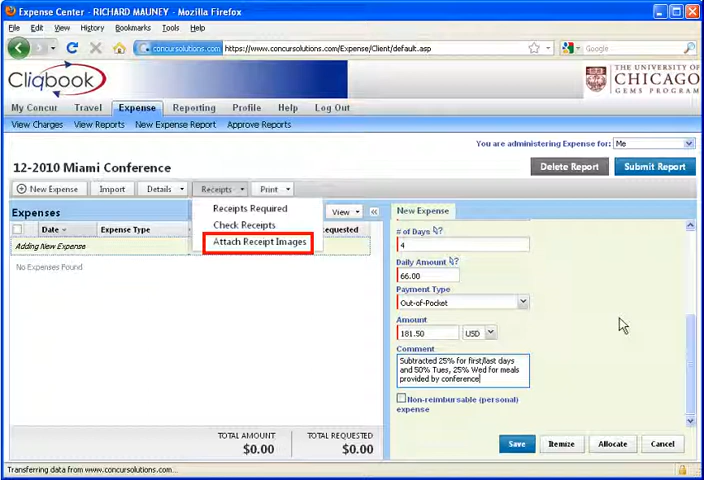 Expense Center - RICHARD MAUNEY - Mozilla Firefox
File Edit View History Bookmarks Tools Help
concursolutions.com https://www.concursolutions.com/Expense/Client/default.asp Google
Cliqbook
THE UNIVERSITY OF
CHICAGO
GEMS PROGRAM
My Concur Travel Expense Reporting Profile Help Log Out
View Charges View Reports New Expense Report Approve Reports
You are administering Expense for: Me
12-2010 Miami Conference
Delete Report Submit Report
New Expense Import Details Receipts Print
Receipts Required
Check Receipts
Attach Receipt Images
Expenses View
Date Expense Type equested
Adding New Expense
No Expenses Found
TOTAL AMOUNT
$0.00
TOTAL REQUESTED
$0.00
New Expense
# of Days
4
Daily Amount
66.00
Payment Type
Out-of-Pocket
Amount
181.50 USD
Comment
Subtracted 25% for first/last days
and 50% Tues, 25% Wed for meals
provided by conference
Non-reimbursable (personal)
expense
Save Itemize Allocate Cancel
Transferring data from www.concursolutions.com...